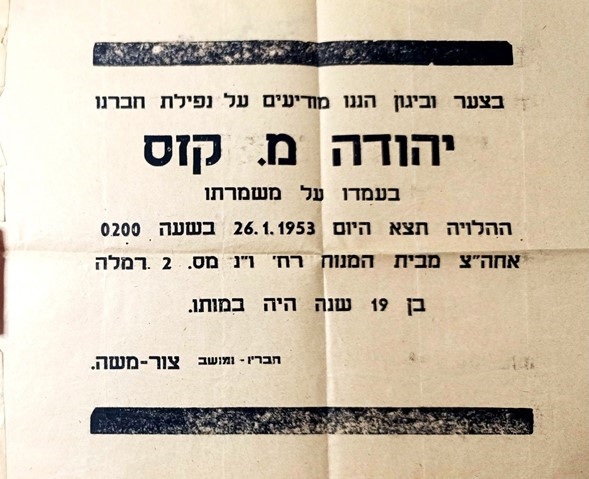 בצער וביגון הננו מודיעים על נפילת חברנו
יהודה מ. קזס
בעמדו על משמרתו
ההלויה תצא היום 26.1.1953 בשעה 0200
אחה"צ מבית המנוח רח' ו"נ מס. 2 רמלה
בן 19 שנה היה במותו.
חבריו - ומושב צור-משה.